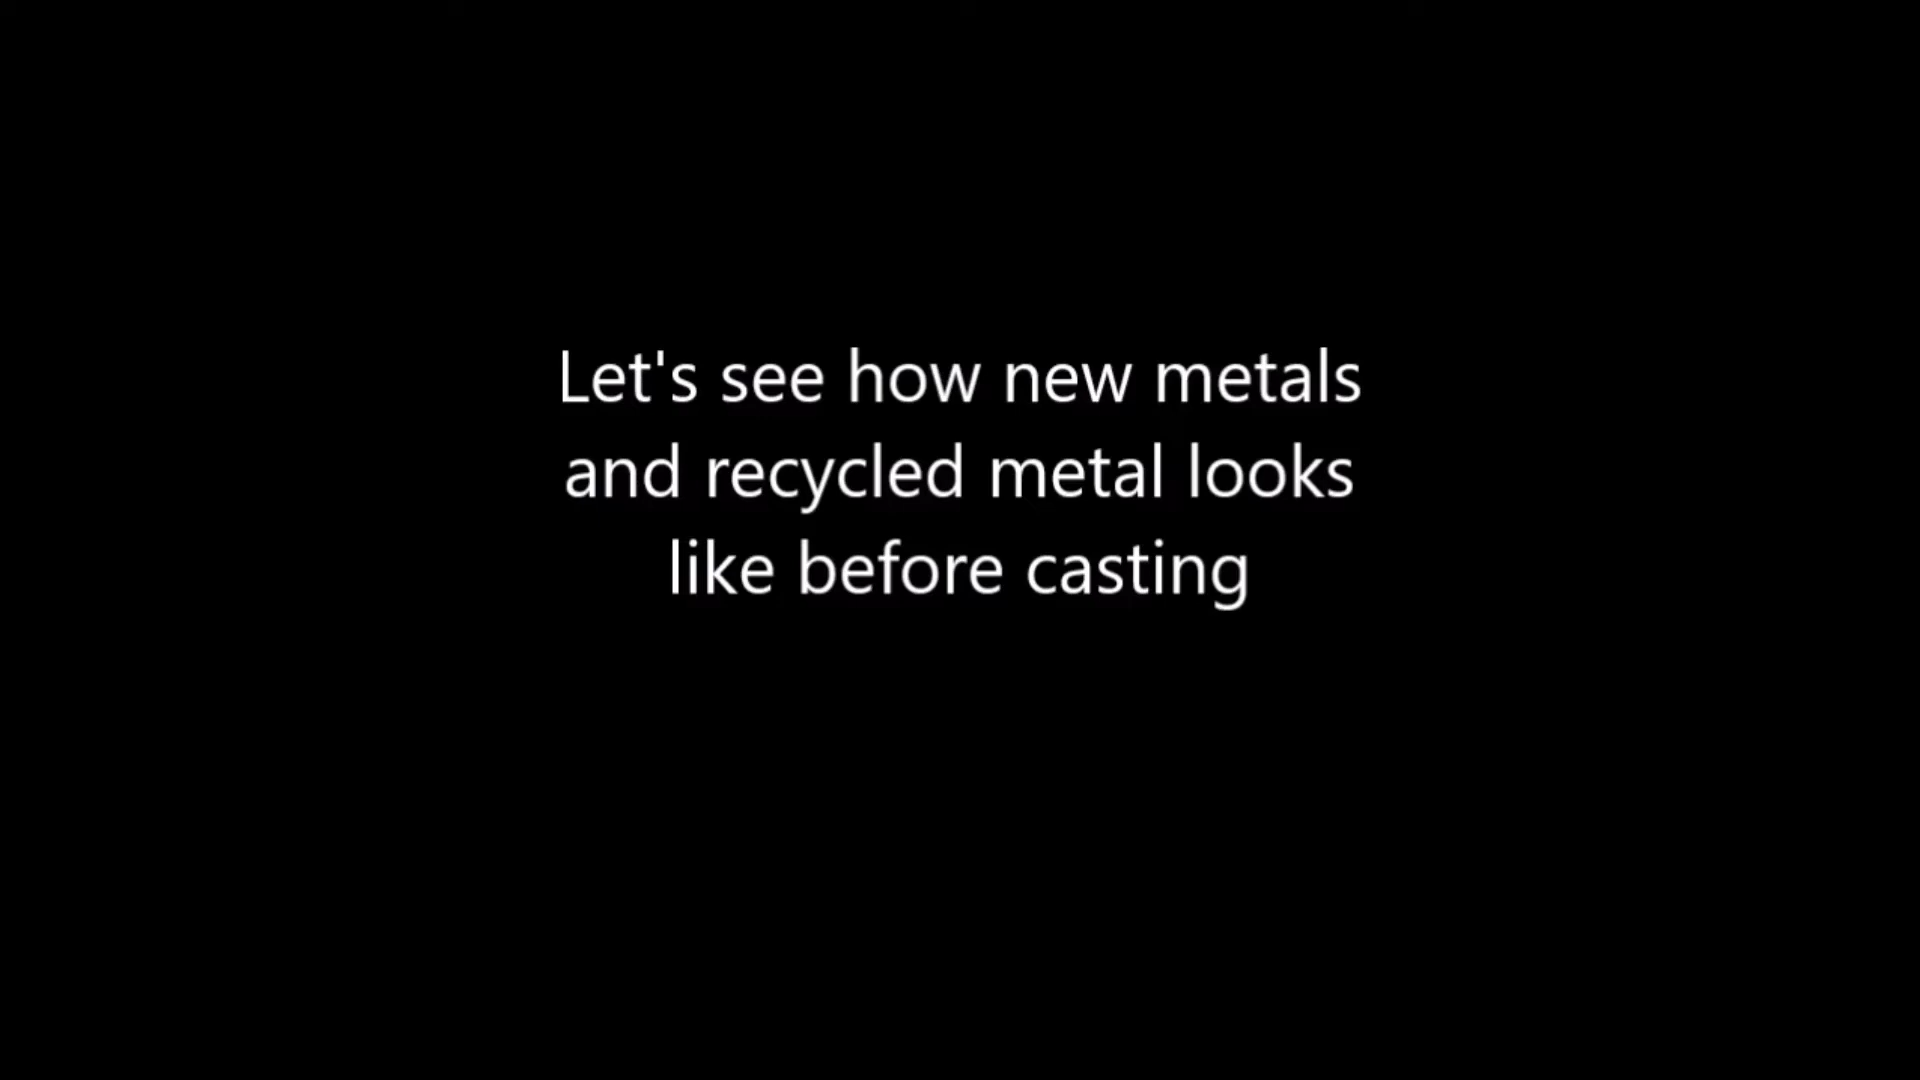 Let's see how new metals
and recycled metal looks
like before casting